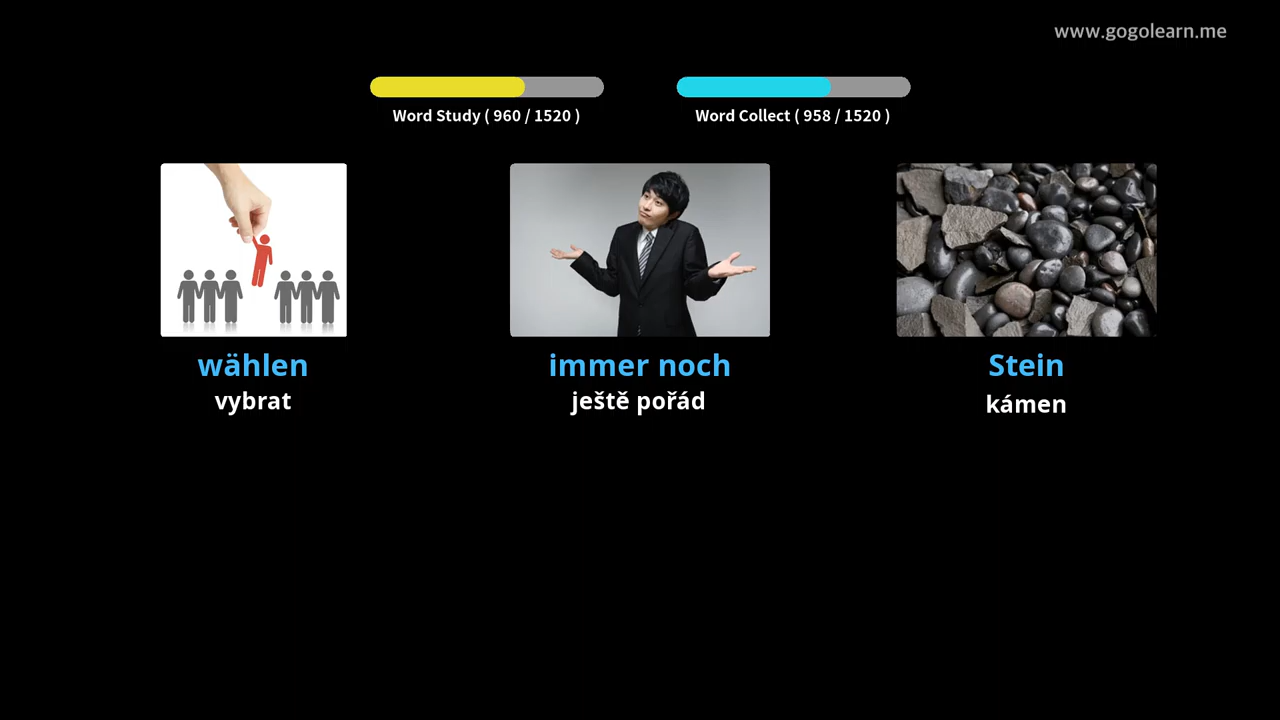 www.gogolearn.me
Word Study ( 960 / 1520 )
Word Collect ( 958 / 1520 )
wählen
vybrat
immer noch
ještě pořád
Stein
kámen